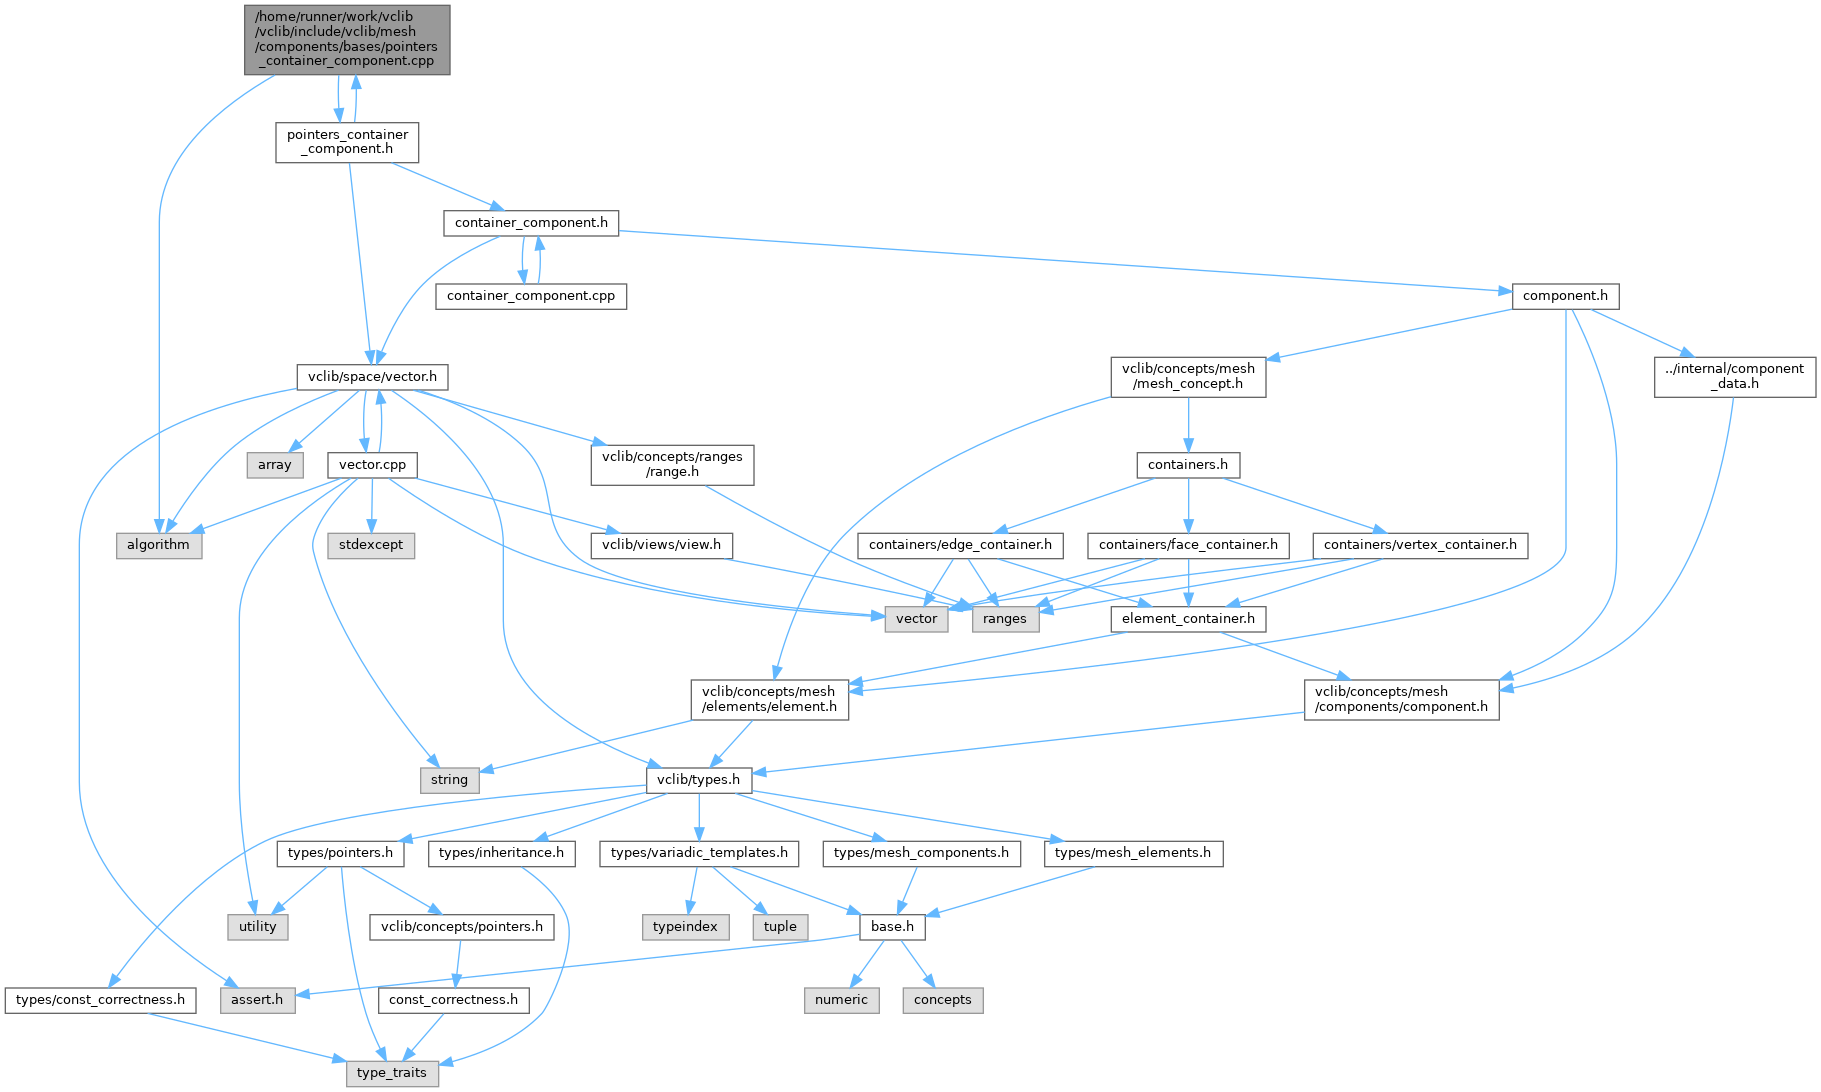 /home/runner/work/vclib
/vclib/include/vclib/mesh
/components/bases/pointers
_container_component.cpp
pointers_container
_component.h
container_component.h
container_component.cpp
component.h
vclib/space/vector.h
vclib/concepts/mesh
/mesh_concept.h
../internal/component
_data.h
array
vector.cpp
vclib/concepts/ranges
/range.h
containers.h
algorithm
stdexcept
vclib/views/view.h
containers/edge_container.h
containers/face_container.h
containers/vertex_container.h
vector
ranges
element_container.h
vclib/concepts/mesh
/elements/element.h
vclib/concepts/mesh
/components/component.h
string
vclib/types.h
types/pointers.h
types/inheritance.h
types/variadic_templates.h
types/mesh_components.h
types/mesh_elements.h
utility
vclib/concepts/pointers.h
typeindex
tuple
base.h
types/const_correctness.h
assert.h
const_correctness.h
numeric
concepts
type_traits